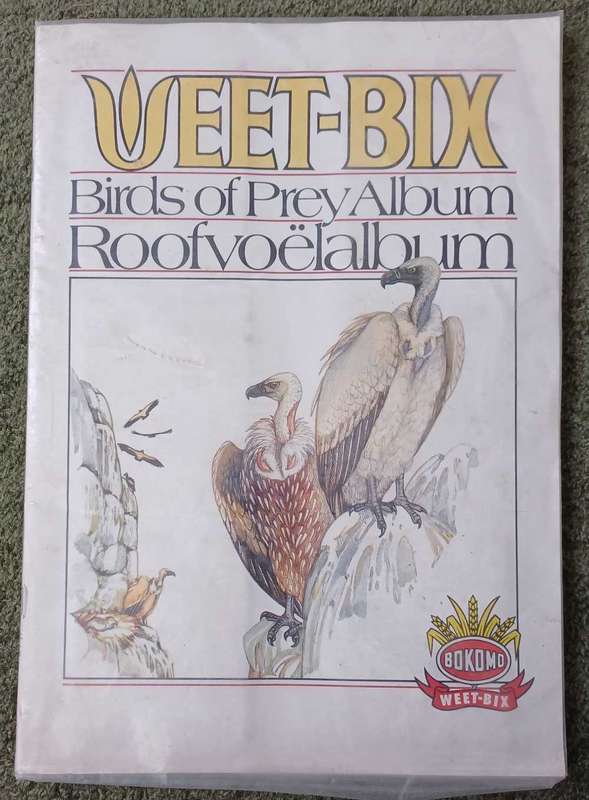 WEET-BIX
Birds of Prey Album
Roofvoëlalbum
BOKOMO
WEET-BIX